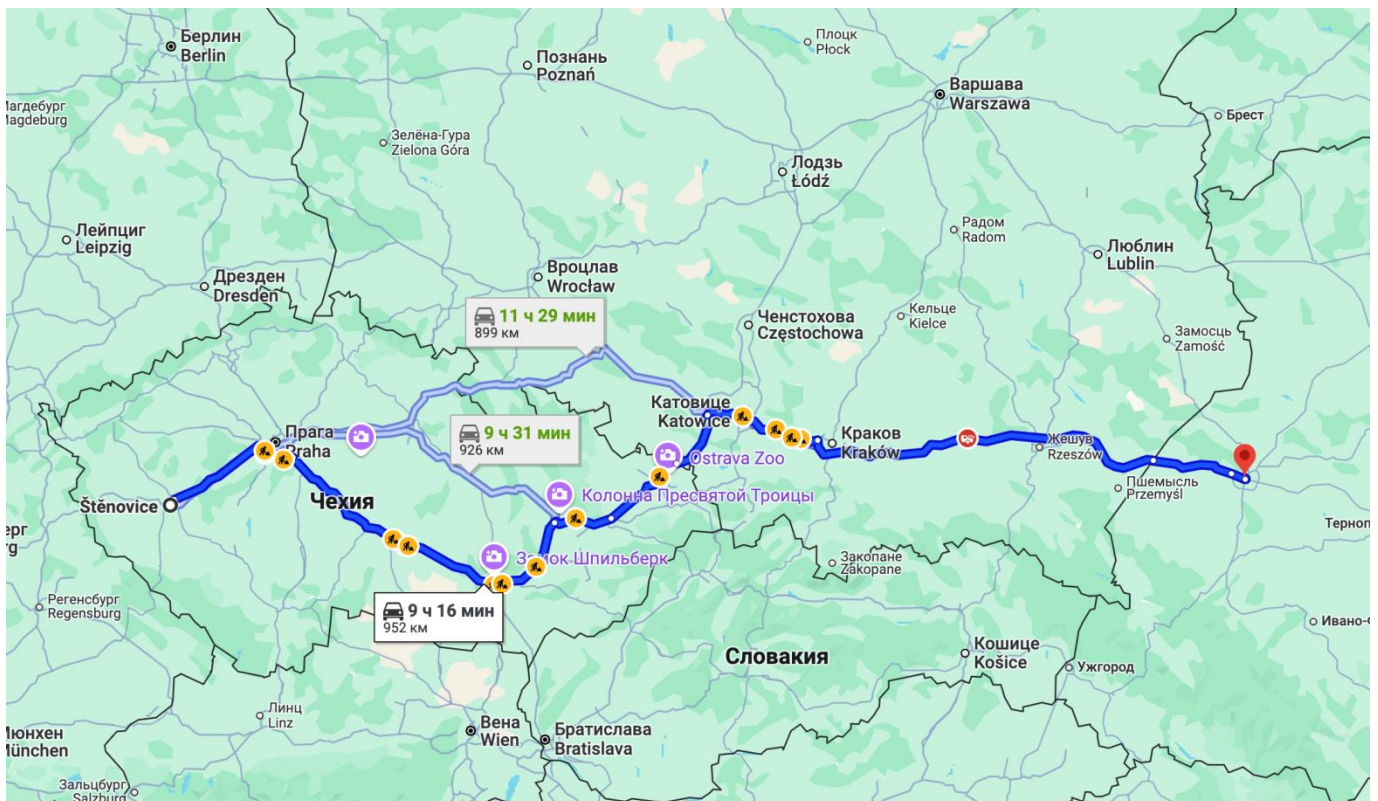 Берлин
Berlin
Плоцк
Płock
Познань
Poznań
Варшава
Warszawa
Магдебург
Magdeburg
Брест
Зелёна-Гура
Zielona Góra
Лодзь
Łódź
Лейпциг
Leipzig
Радом
Radom
Люблин
Lublin
Дрезден
Dresden
Вроцлав
Wrocław
11 ч 29 мин
899 км
Ченстохова
Częstochowa
Кельце
Kielce
Замосць
Zamość
Катовице
Katowice
Прага
Praha
9 ч 31 мин
926 км
Краков
Kraków
Жешув
Rzeszów
Ostrava Zoo
Štěnovice
Чехия
Колонна Пресвятой Троицы
Пшемысль
Przemyśl
Терноп
ерг
rg
Замок Шпильберк
Закопане
Zakopane
Регенсбург
Regensburg
9 ч 16 мин
952 км
Ивано-Ф
Кошице
Košice
Словакия
Ужгород
Линц
Linz
Вена
Wien
Братислава
Bratislava
Мюнхен
München
Зальцбург
Salzburg